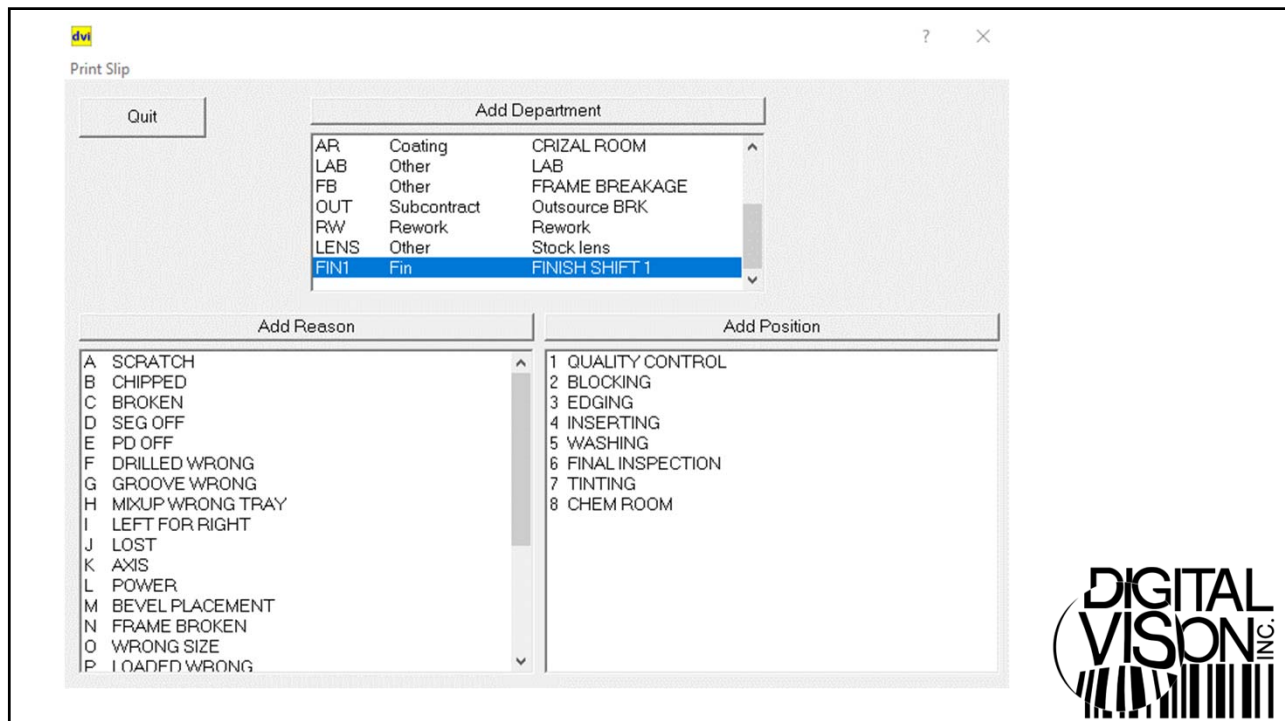 dvi
?
Print Slip
Quit
Add Department
AR Coating CRIZAL ROOM
LAB Other LAB
FB Other FRAME BREAKAGE
OUT Subcontract Outsource BRK
RW Rework Rework
LENS Other Stock lens
FIN1 Fin FINISH SHIFT 1
Add Reason
A SCRATCH
B CHIPPED
C BROKEN
D SEG OFF
E PD OFF
F DRILLED WRONG
G GROOVE WRONG
H MIXUP WRONG TRAY
I LEFT FOR RIGHT
J LOST
K AXIS
L POWER
M BEVEL PLACEMENT
N FRAME BROKEN
O WRONG SIZE
P LOADED WRONG
Add Position
1 QUALITY CONTROL
2 BLOCKING
3 EDGING
4 INSERTING
5 WASHING
6 FINAL INSPECTION
7 TINTING
8 CHEM ROOM
DIGITAL
VISION INC.